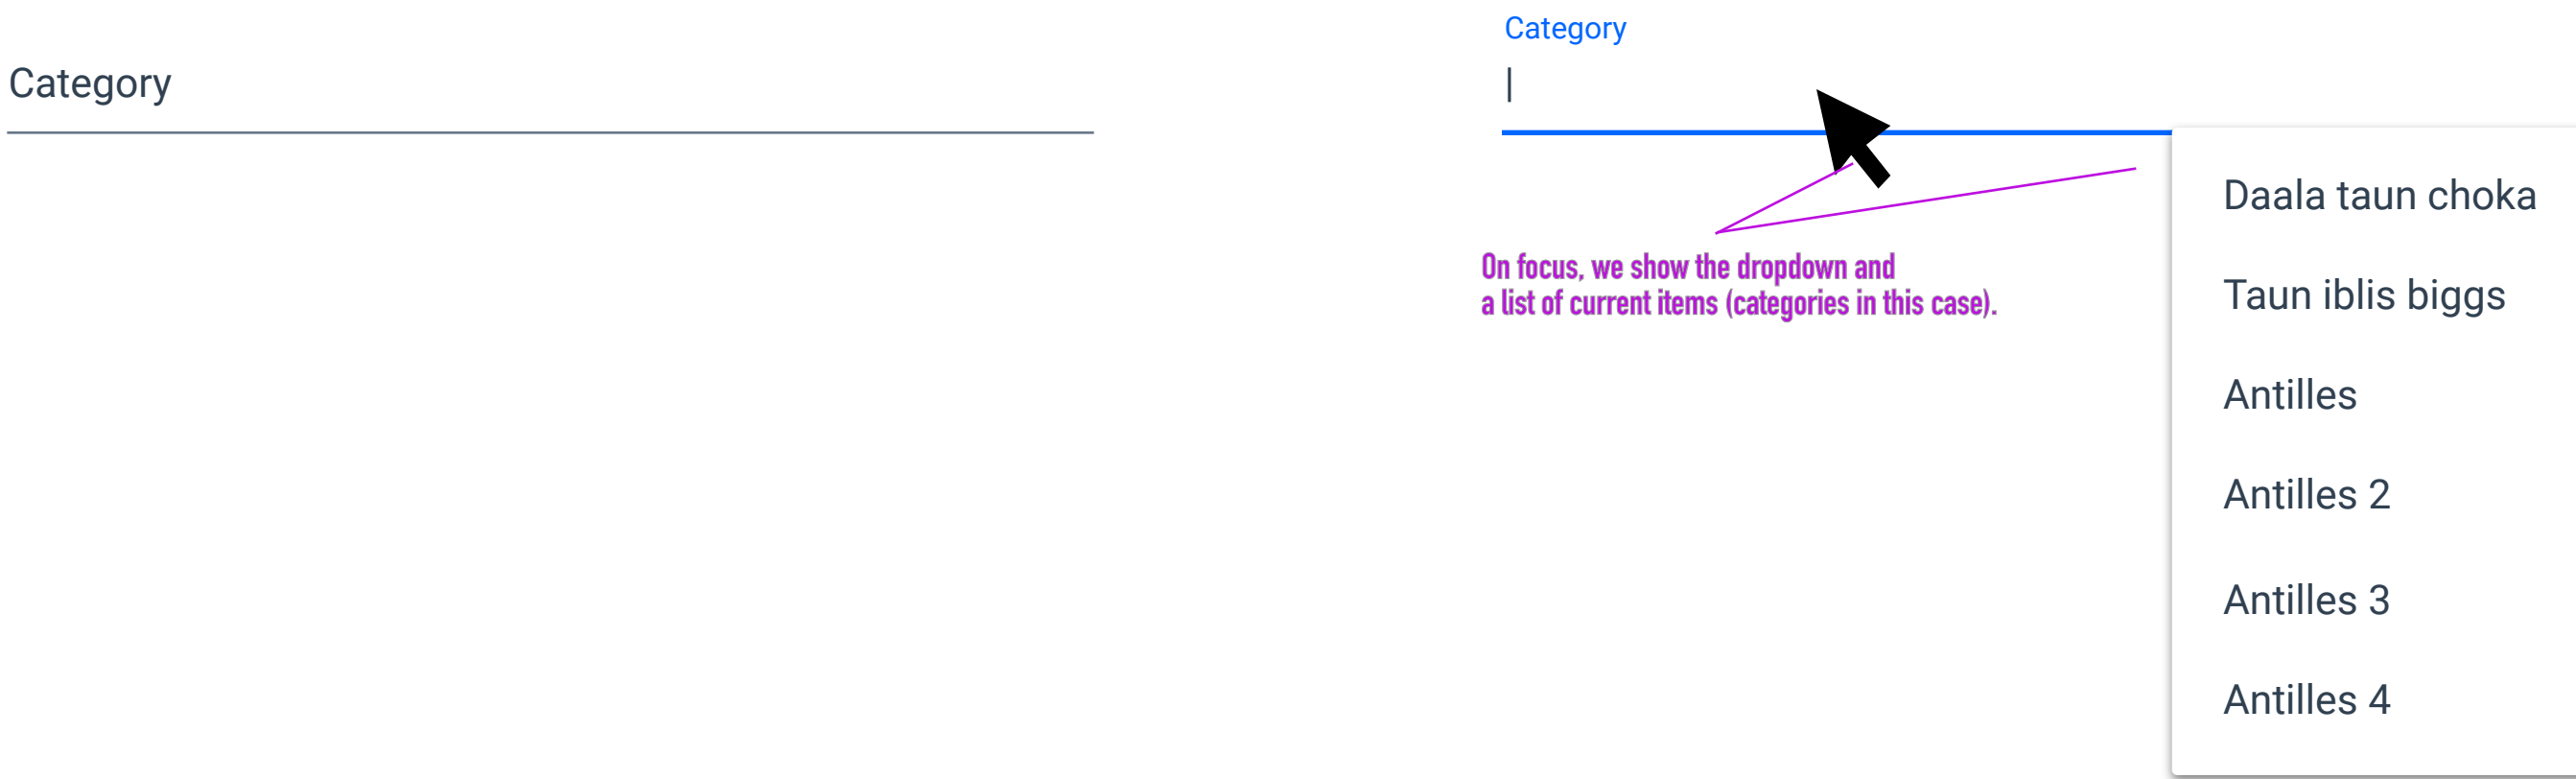 Category
Category
On focus, we show the dropdown and
a list of current items (categories in this case).
Daala taun choka
Taun iblis biggs
Antilles
Antilles 2
Antilles 3
Antilles 4